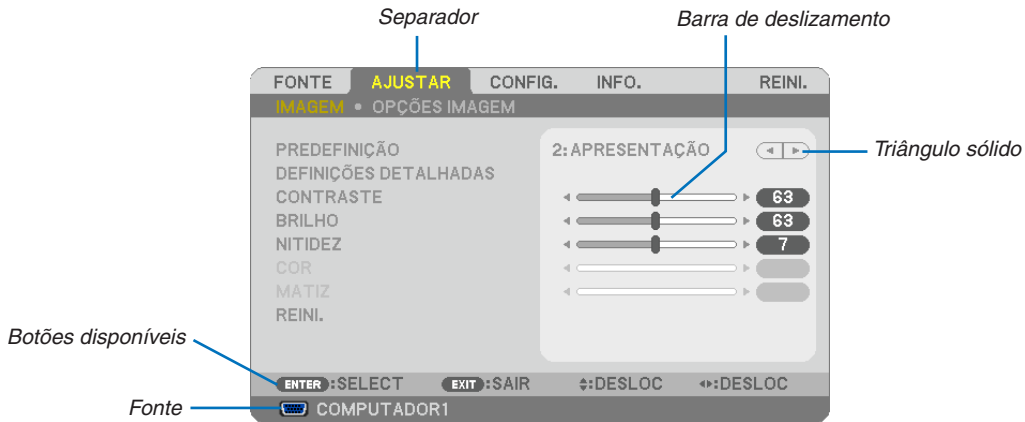 Separador
Barra de deslizamento
FONTE AJUSTAR CONFIG. INFO. REINI.
IMAGEM • OPÇÕES IMAGEM
PREDEFINIÇÃO 2:APRESENTAÇÃO
Triângulo sólido
DEFINIÇÕES DETALHADAS
CONTRASTE 63
BRILHO 63
NITIDEZ 7
COR
MATIZ
REINI.
Botões disponíveis
ENTER :SELECT EXIT :SAIR :DESLOC :DESLOC
Fonte
COMPUTADOR1